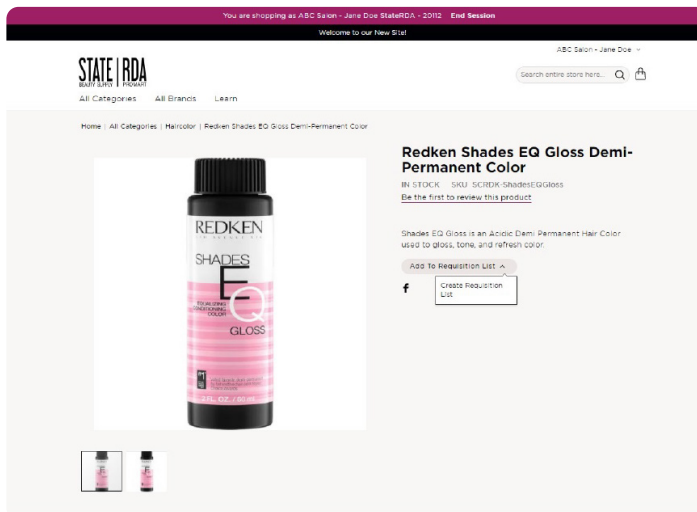 You are shopping as ABC Salon - Jane Doe StateRDA - 20112 End Session
Welcome to our New Site!
ABC Salon - Jane Doe
STATE | RDA
BEAUTY SUPPLY PROMART
Search entire store here...
All Categories All Brands Learn
Home | All Categories | Haircolor | Redken Shades EQ Gloss Demi-Permanent Color
Redken Shades EQ Gloss Demi-
Permanent Color
IN STOCK SKU SCRDK-ShadesEQGloss
Be the first to review this product
Shades EQ Gloss is an Acidic Demi Permanent Hair Color
used to gloss, tone, and refresh color.
Add To Requisition List
Create Requisition
List
f
REDKEN
SHADES
EQ
EQUALIZING
CONDITIONING
COLOR
GLOSS
2 FL. OZ. / 60 mL